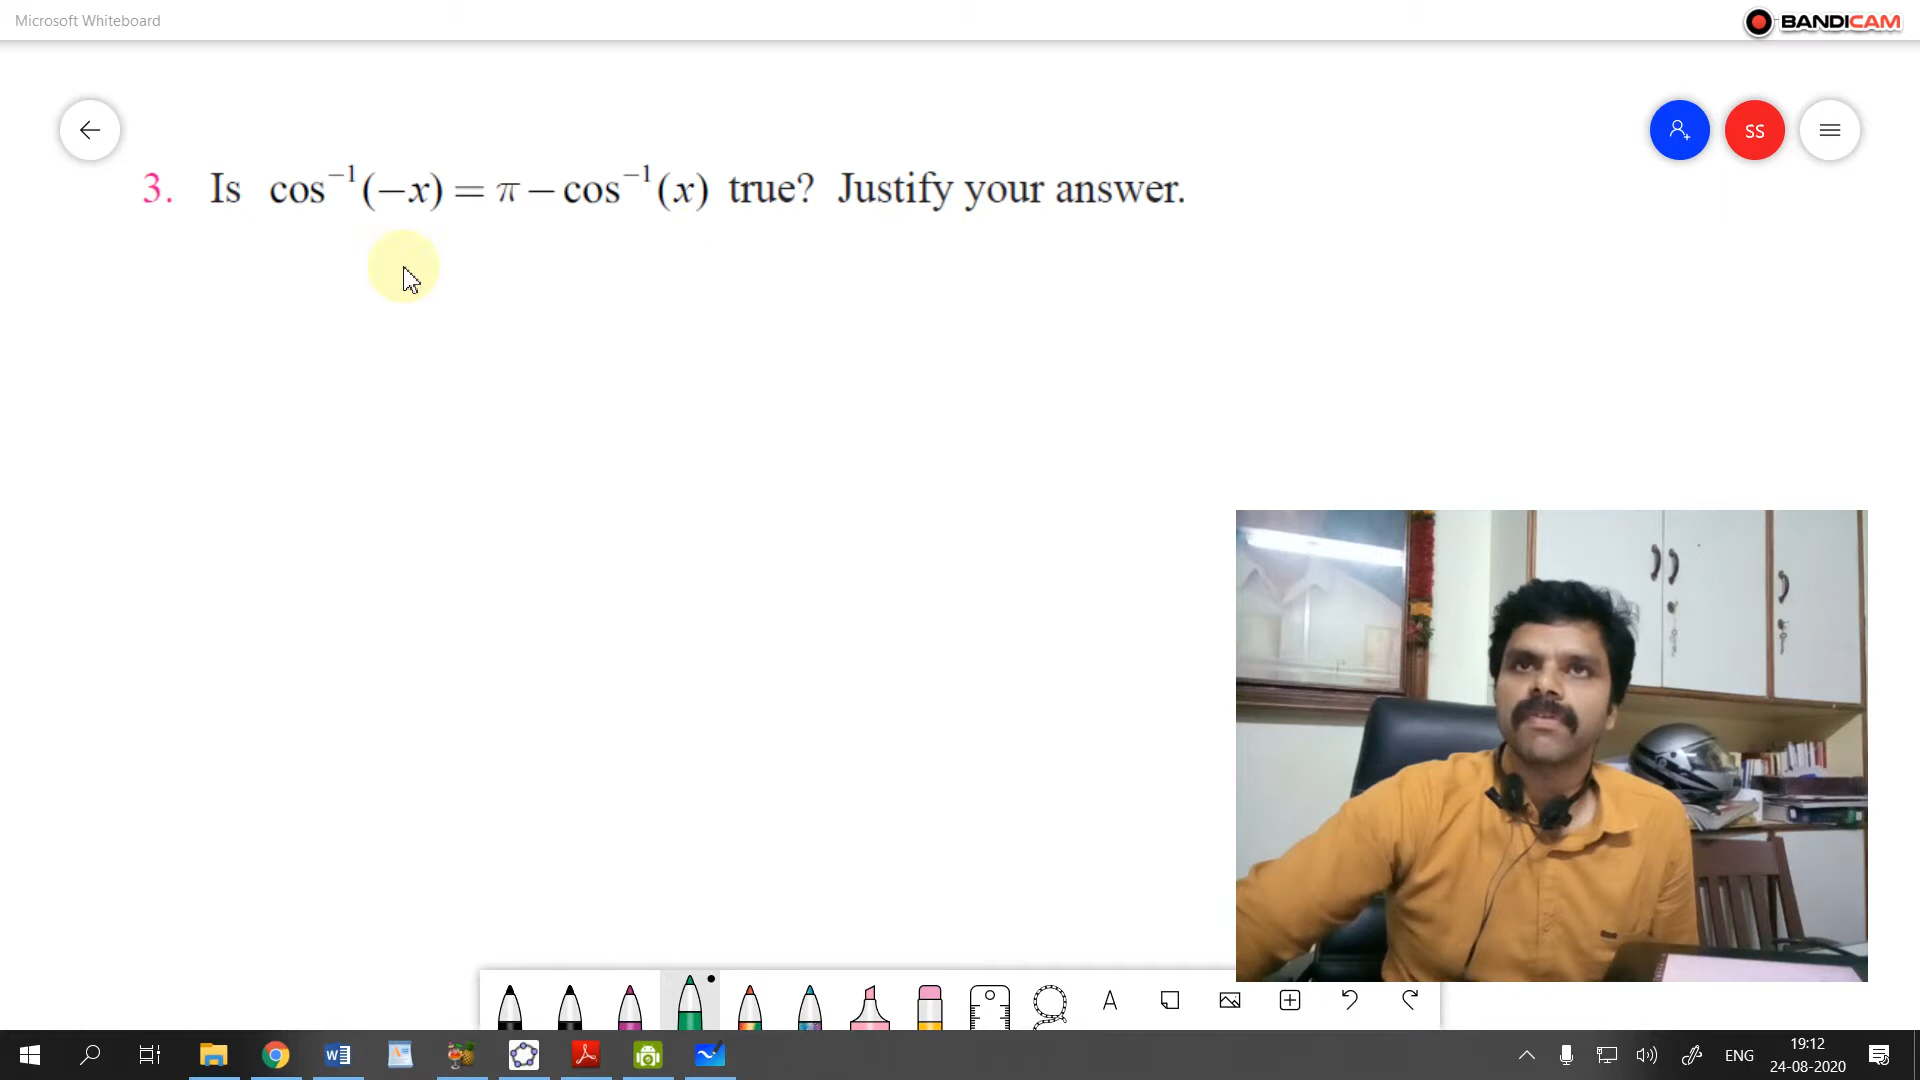 Microsoft Whiteboard
BANDICAM
SS
3. Is cos⁻¹(−x) = π − cos⁻¹(x) true? Justify your answer.
A
W
ENG
19:12
24-08-2020